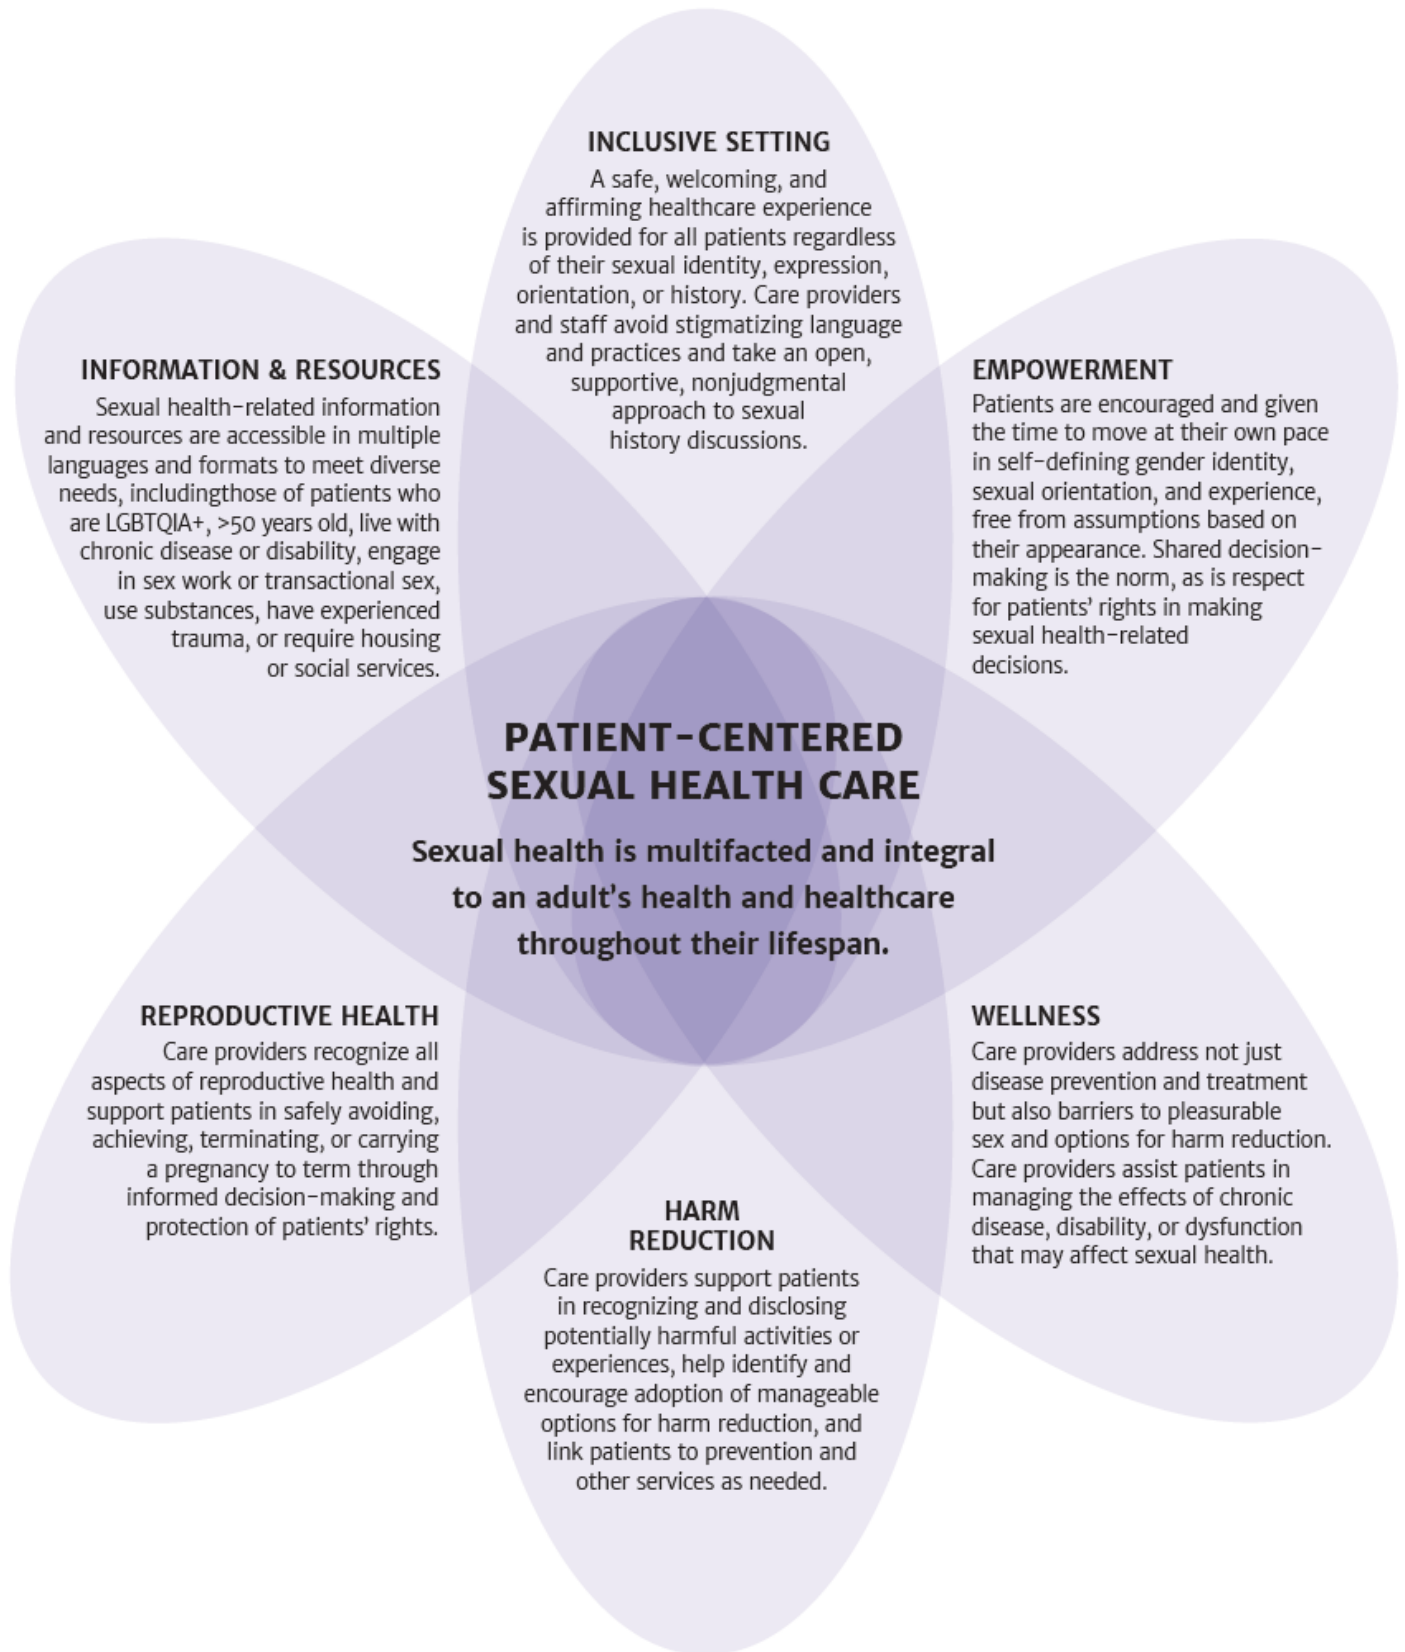 INCLUSIVE SETTING
A safe, welcoming, and
affirming healthcare experience
is provided for all patients regardless
of their sexual identity, expression,
orientation, or history. Care providers
and staff avoid stigmatizing language
and practices and take an open,
supportive, nonjudgmental
approach to sexual
history discussions.
INFORMATION & RESOURCES
Sexual health-related information
and resources are accessible in multiple
languages and formats to meet diverse
needs, includingthose of patients who
are LGBTQIA+, >50 years old, live with
chronic disease or disability, engage
in sex work or transactional sex,
use substances, have experienced
trauma, or require housing
or social services.
EMPOWERMENT
Patients are encouraged and given
the time to move at their own pace
in self-defining gender identity,
sexual orientation, and experience,
free from assumptions based on
their appearance. Shared decision-
making is the norm, as is respect
for patients' rights in making
sexual health-related
decisions.
PATIENT-CENTERED
SEXUAL HEALTH CARE
Sexual health is multifacted and integral
to an adult's health and healthcare
throughout their lifespan.
REPRODUCTIVE HEALTH
Care providers recognize all
aspects of reproductive health and
support patients in safely avoiding,
achieving, terminating, or carrying
a pregnancy to term through
informed decision-making and
protection of patients' rights.
WELLNESS
Care providers address not just
disease prevention and treatment
but also barriers to pleasurable
sex and options for harm reduction.
Care providers assist patients in
managing the effects of chronic
disease, disability, or dysfunction
that may affect sexual health.
HARM
REDUCTION
Care providers support patients
in recognizing and disclosing
potentially harmful activities or
experiences, help identify and
encourage adoption of manageable
options for harm reduction, and
link patients to prevention and
other services as needed.